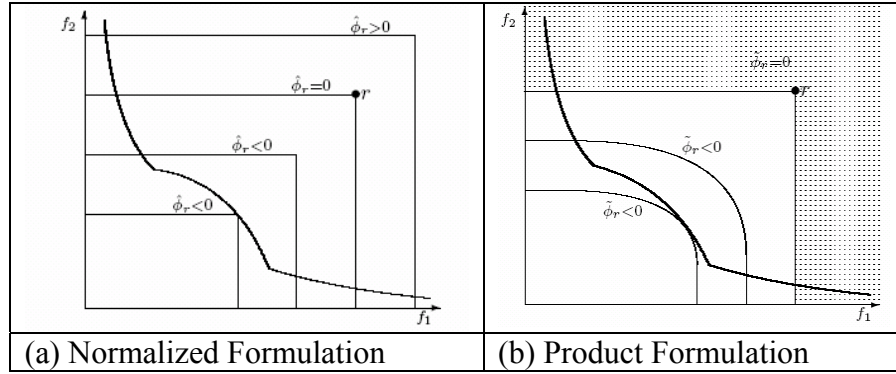 f₂
ϕ̂ᵣ>0
ϕ̂ᵣ=0
r
ϕ̂ᵣ<0
ϕ̂ᵣ<0
f₁
(a) Normalized Formulation
f₂
ϕ̃ᵣ=0
r
ϕ̃ᵣ<0
ϕ̃ᵣ<0
f₁
(b) Product Formulation